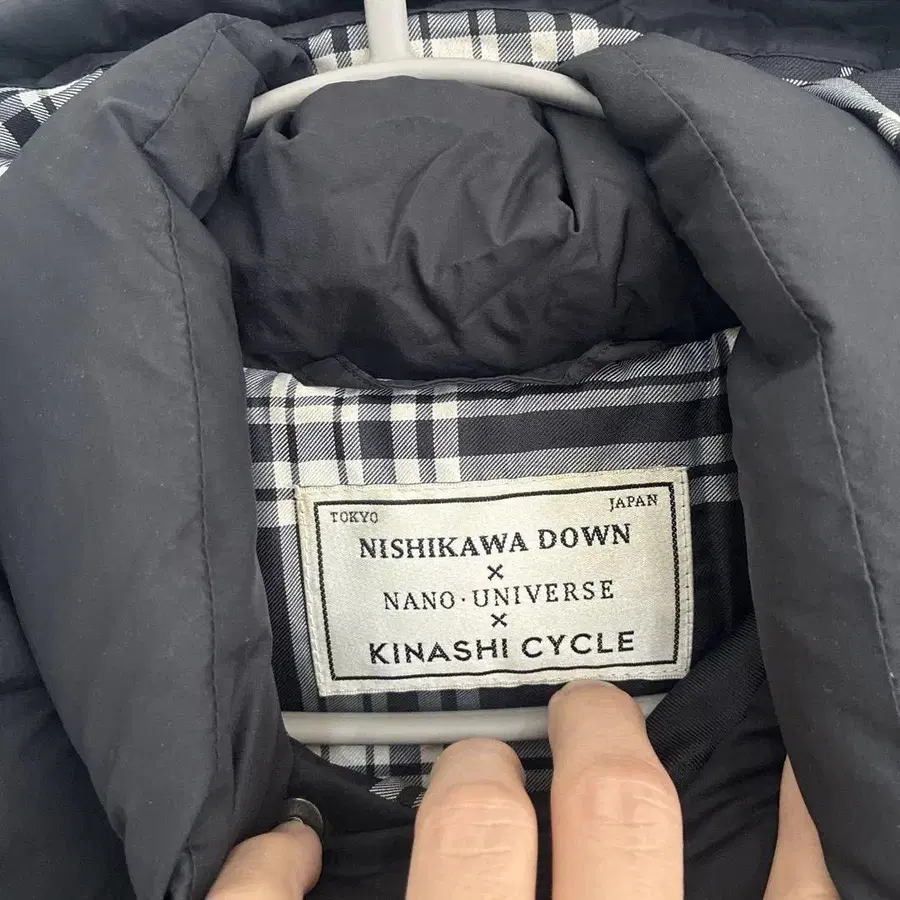 TOKYO JAPAN
NISHIKAWA DOWN
×
NANO・UNIVERSE
×
KINASHI CYCLE